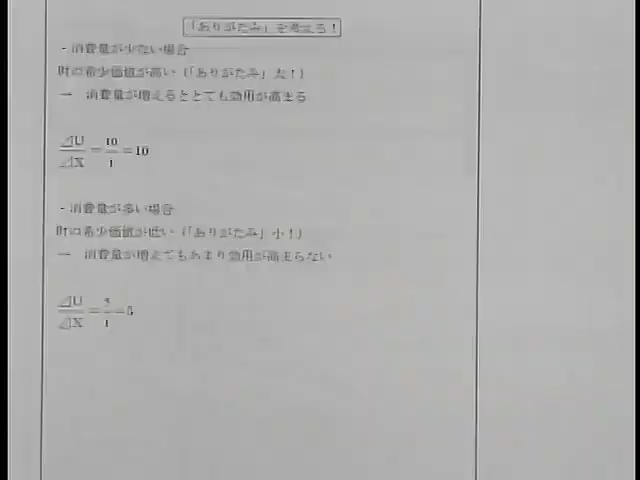 「ありがたみ」を考えろ！
・消費量が少ない場合
財の希少価値が高い（「ありがたみ」大！）
→ 消費量が増えるととても効用が高まる
⊿U/⊿X = 10/1 = 10
・消費量が多い場合
財の希少価値が低い（「ありがたみ」小！）
→ 消費量が増えてもあまり効用が高まらない
⊿U/⊿X = 5/1 = 5